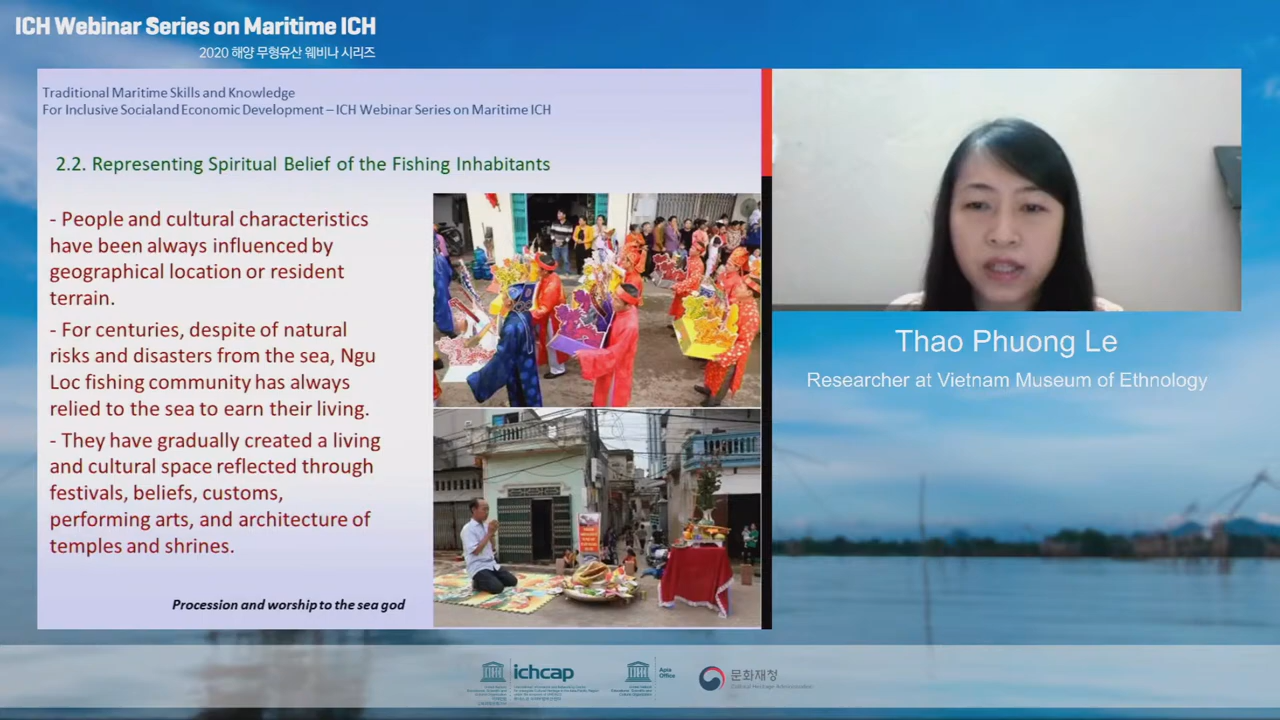 ICH Webinar Series on Maritime ICH
2020 해양 무형유산 웨비나 시리즈
Traditional Maritime Skills and Knowledge
For Inclusive Socialand Economic Development – ICH Webinar Series on Maritime ICH
2.2. Representing Spiritual Belief of the Fishing Inhabitants
- People and cultural characteristics
have been always influenced by
geographical location or resident
terrain.
- For centuries, despite of natural
risks and disasters from the sea, Ngu
Loc fishing community has always
relied to the sea to earn their living.
- They have gradually created a living
and cultural space reflected through
festivals, beliefs, customs,
performing arts, and architecture of
temples and shrines.
Procession and worship to the sea god
Thao Phuong Le
Researcher at Vietnam Museum of Ethnology
ichcap
Apia
Office
문화재청
Cultural Heritage Administration